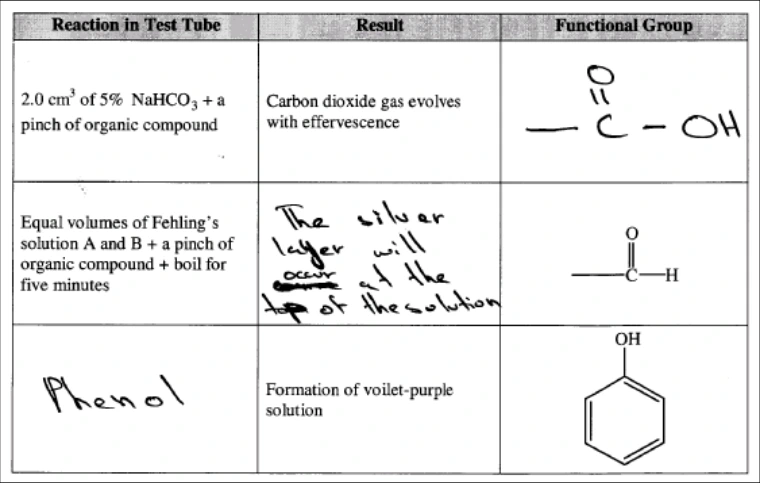 Reaction in Test Tube
Result
Functional Group
2.0 cm³ of 5% NaHCO₃ + a
pinch of organic compound
Carbon dioxide gas evolves
with effervescence
O
— C — OH
Equal volumes of Fehling's
solution A and B + a pinch of
organic compound + boil for
five minutes
The silver
layer will
occur at the
top of the solution
O
C—H
Phenol
Formation of voilet-purple
solution
OH